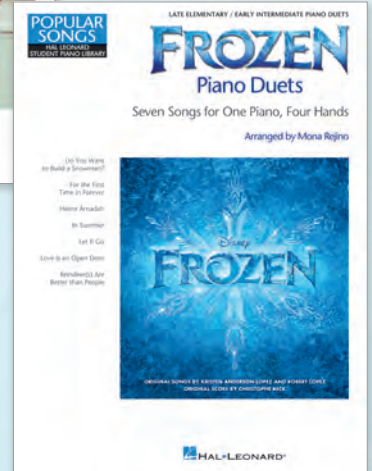 POPULAR
SONGS
HAL LEONARD
STUDENT PIANO LIBRARY
LATE ELEMENTARY / EARLY INTERMEDIATE PIANO DUETS
FROZEN
Piano Duets
Seven Songs for One Piano, Four Hands
Arranged by Mona Rejino
Do You Want
to Build a Snowman?
For the First
Time in Forever
Heimr Arnadalr
In Summer
Let It Go
Love Is an Open Door
Reindeer(s) Are
Better than People
Disney
FROZEN
ORIGINAL SONGS BY KRISTEN ANDERSON-LOPEZ AND ROBERT LOPEZ
ORIGINAL SCORE BY CHRISTOPHE BECK
HAL•LEONARD®